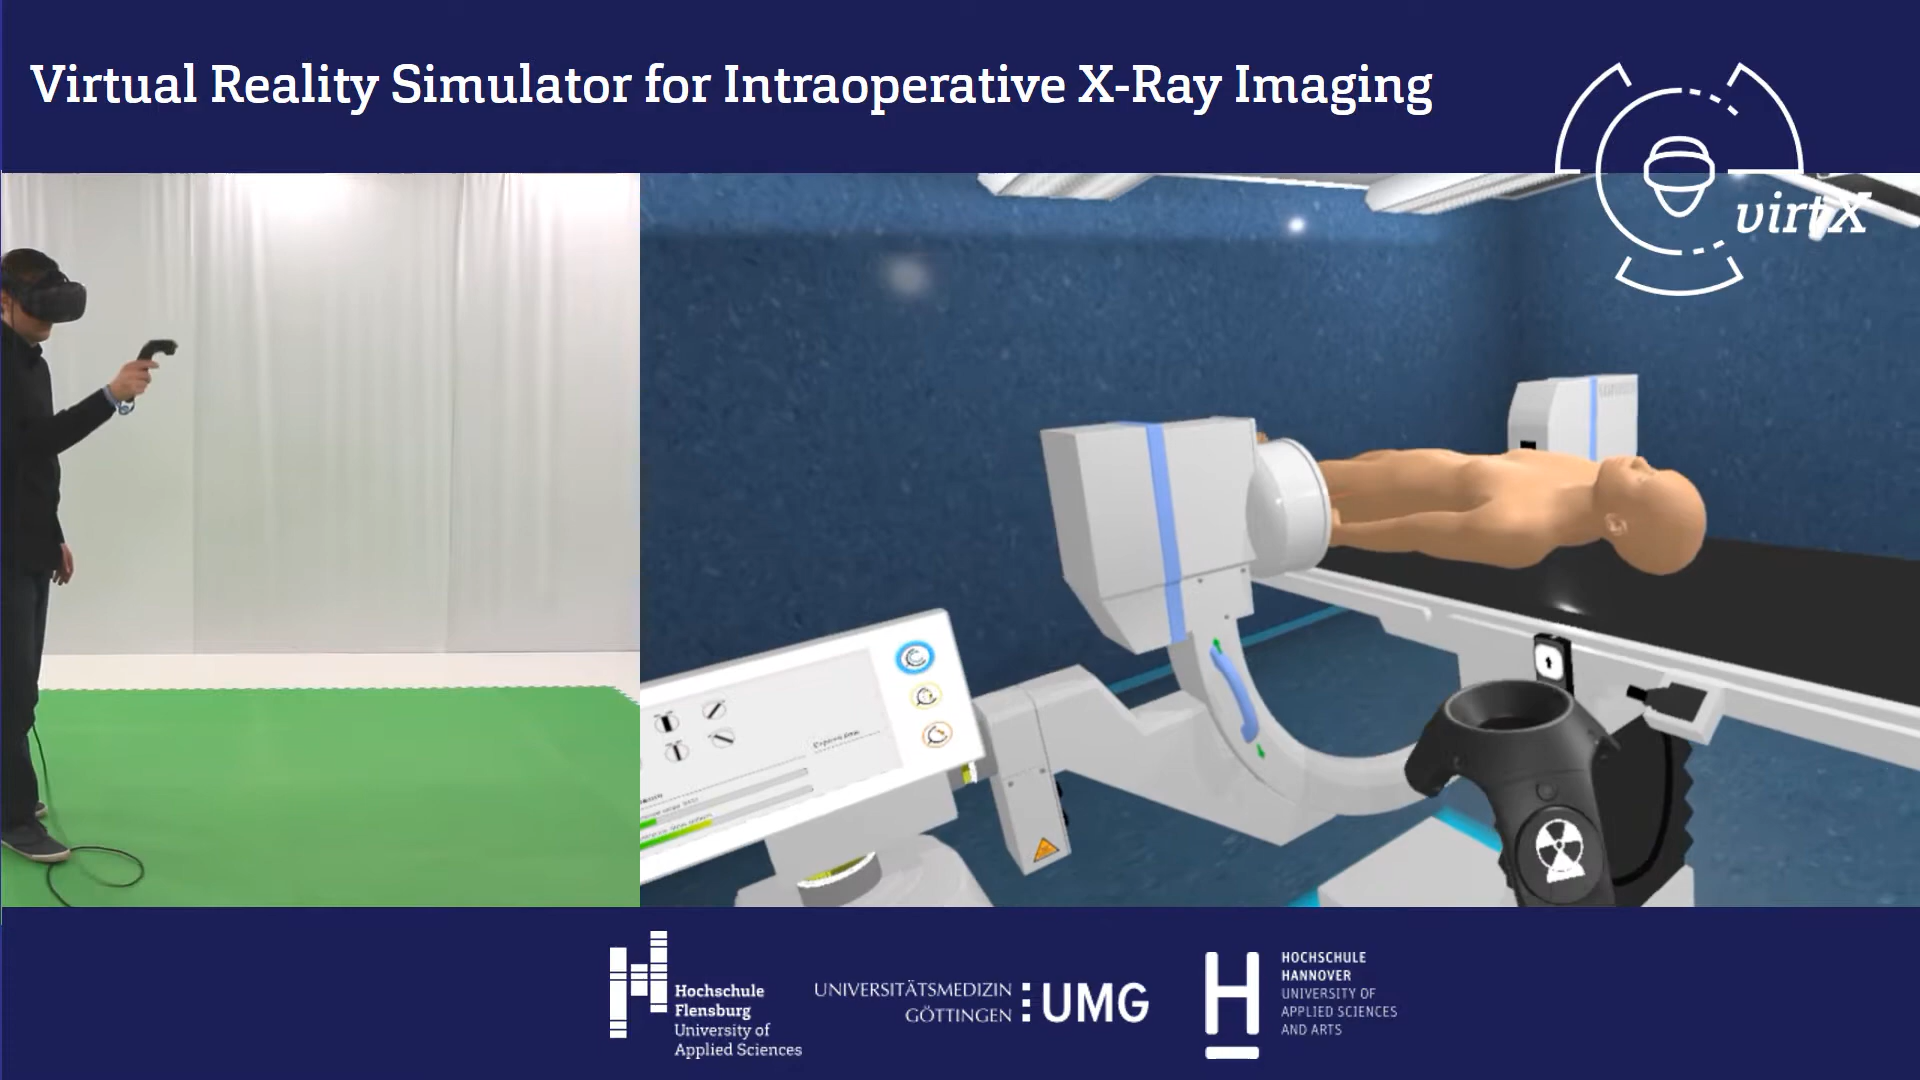 Virtual Reality Simulator for Intraoperative X-Ray Imaging
virtX
Hochschule
Flensburg
University of
Applied Sciences
UNIVERSITÄTSMEDIZIN
GÖTTINGEN
UMG
HOCHSCHULE
HANNOVER
UNIVERSITY OF
APPLIED SCIENCES
AND ARTS